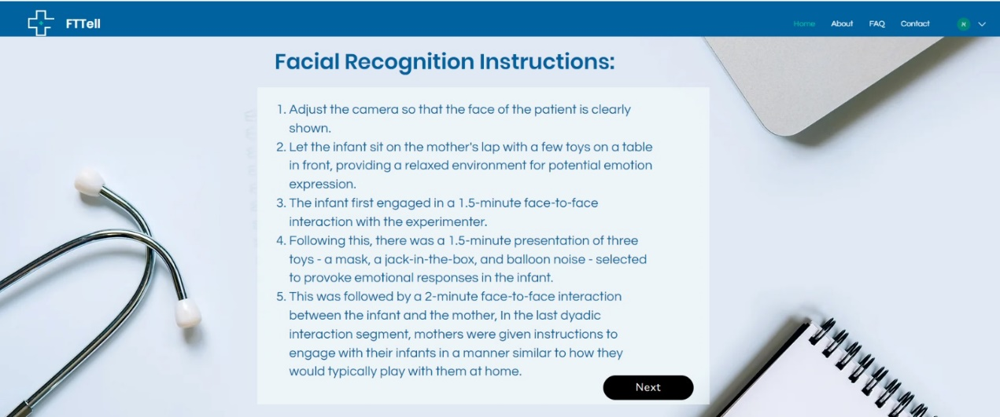 FTTell
Home About FAQ Contact א
Facial Recognition Instructions:
1. Adjust the camera so that the face of the patient is clearly
shown.
2. Let the infant sit on the mother's lap with a few toys on a table
in front, providing a relaxed environment for potential emotion
expression.
3. The infant first engaged in a 1.5-minute face-to-face
interaction with the experimenter.
4. Following this, there was a 1.5-minute presentation of three
toys - a mask, a jack-in-the-box, and balloon noise - selected
to provoke emotional responses in the infant.
5. This was followed by a 2-minute face-to-face interaction
between the infant and the mother, In the last dyadic
interaction segment, mothers were given instructions to
engage with their infants in a manner similar to how they
would typically play with them at home.
Next